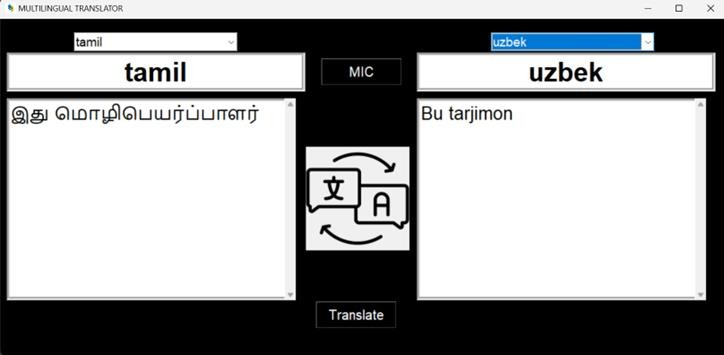 MULTILINGUAL TRANSLATOR
tamil
uzbek
tamil
MIC
uzbek
இது மொழிபெயர்ப்பாளர்
Bu tarjimon
文
A
Translate